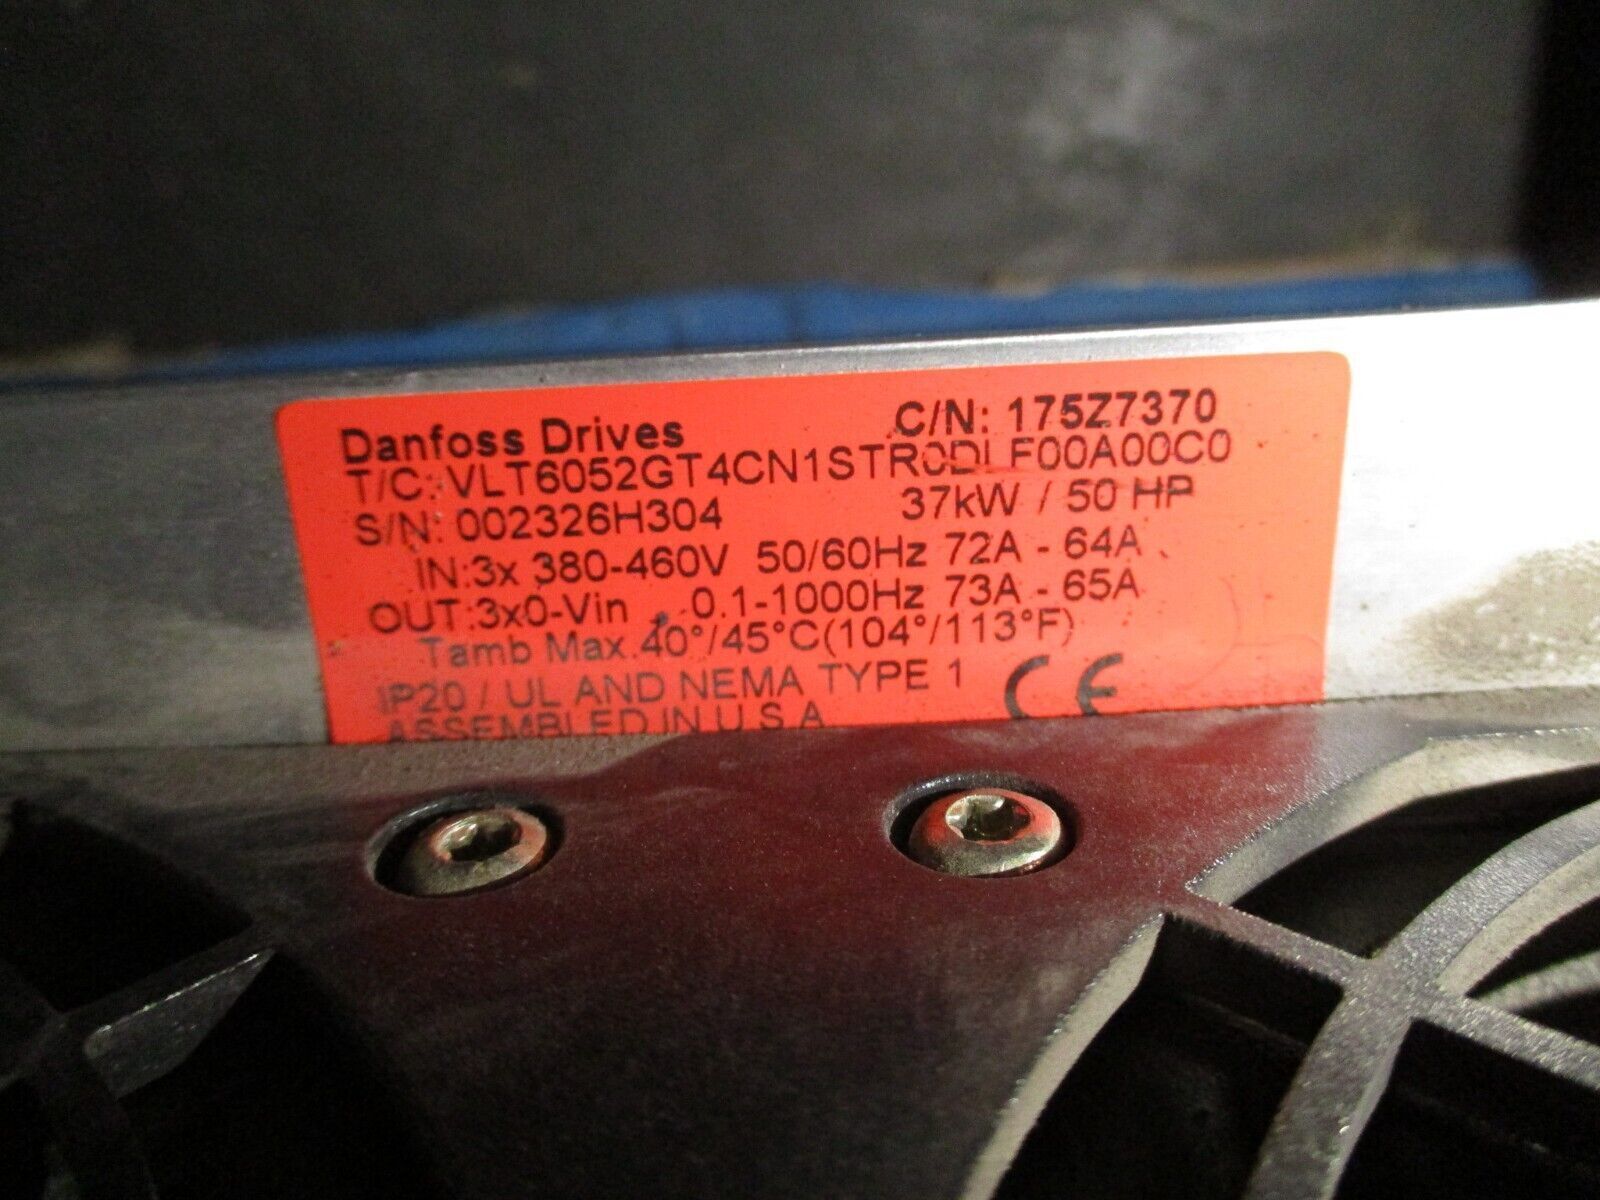 Danfoss Drives C/N: 175Z7370
T/C: VLT6052GT4CN1STR0DLF00A00C0
S/N: 002326H304 37kW / 50 HP
IN:3x 380-460V 50/60Hz 72A - 64A
OUT:3x0-Vin , 0.1-1000Hz 73A - 65A
Tamb Max.40°/45°C(104°/113°F)
IP20 / UL AND NEMA TYPE 1 CE
ASSEMBLED IN U.S.A